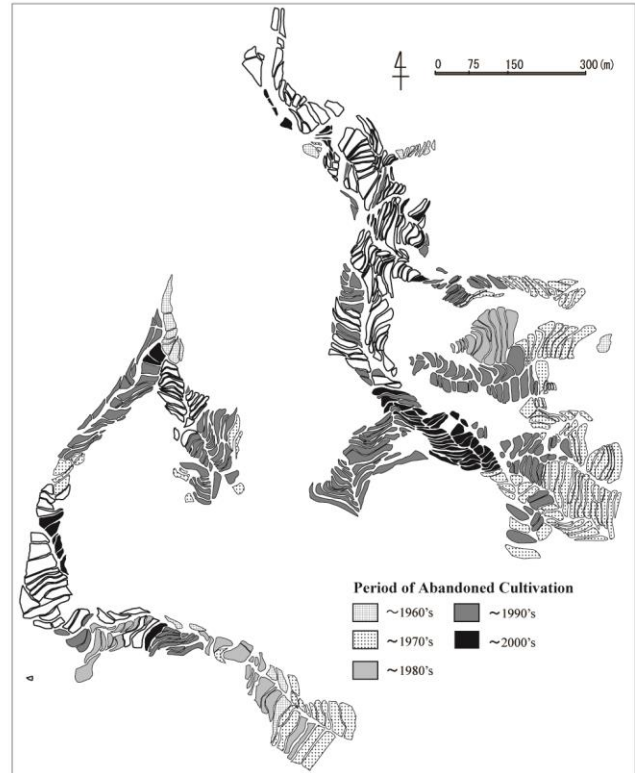 0 75 150 300 (m)
Period of Abandoned Cultivation
~1960's ~1990's
~1970's ~2000's
~1980's